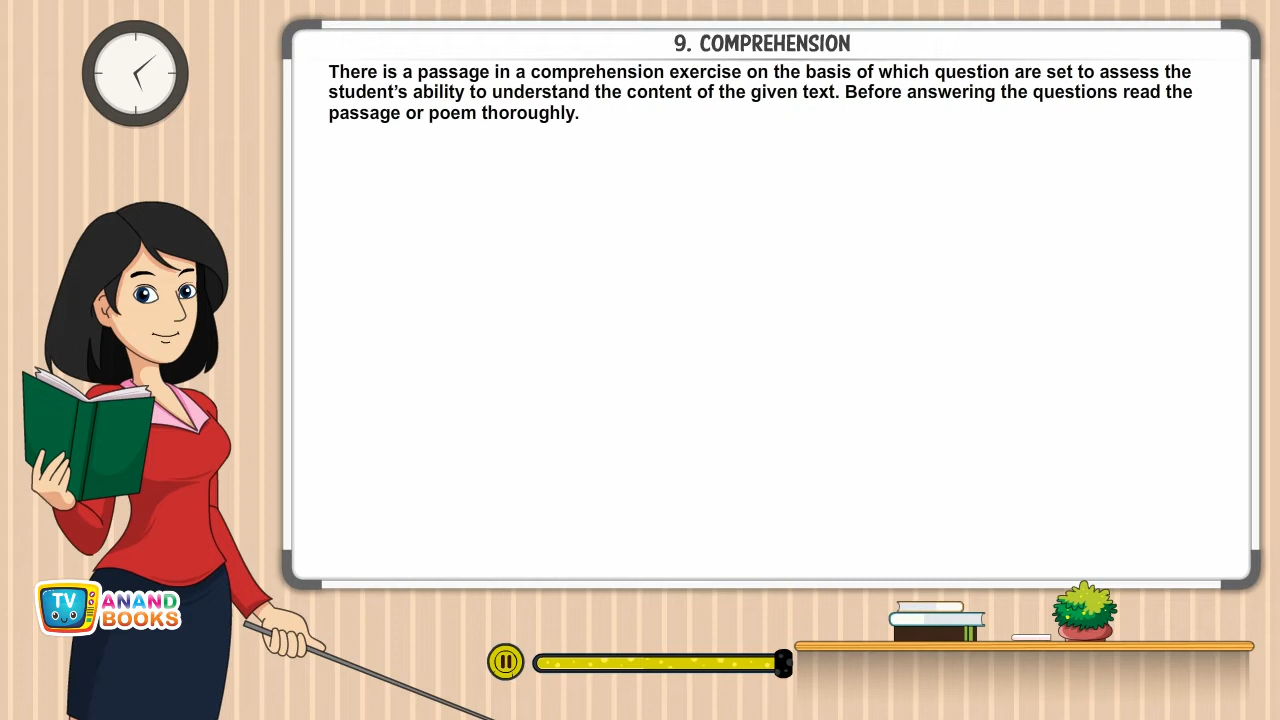 9. COMPREHENSION
There is a passage in a comprehension exercise on the basis of which question are set to assess the
student's ability to understand the content of the given text. Before answering the questions read the
passage or poem thoroughly.
TV
ANAND
BOOKS